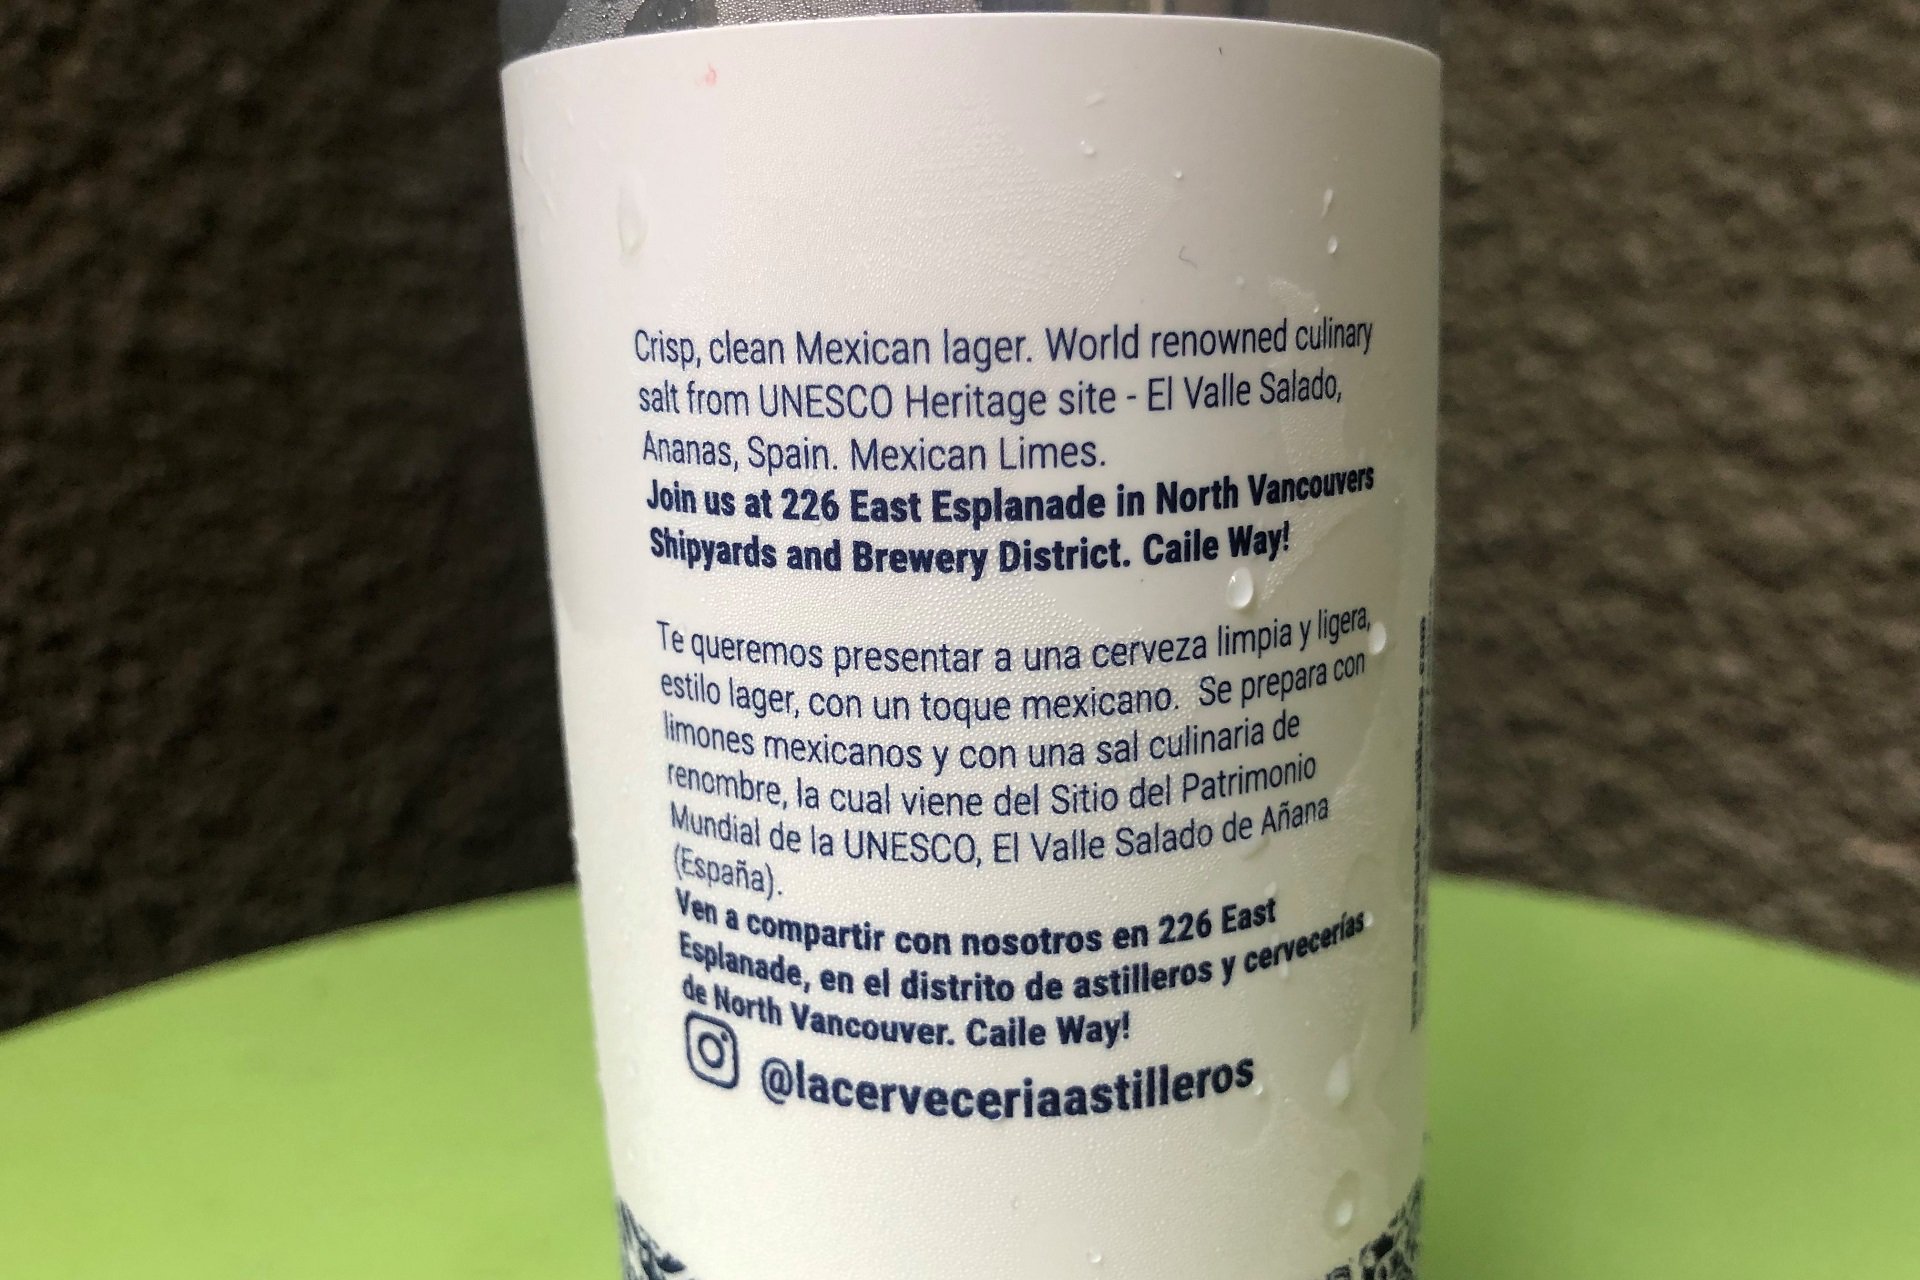 Crisp, clean Mexican lager. World renowned culinary
salt from UNESCO Heritage site - El Valle Salado,
Ananas, Spain. Mexican Limes.
Join us at 226 East Esplanade in North Vancouvers
Shipyards and Brewery District. Caile Way!
Te queremos presentar a una cerveza limpia y ligera,
estilo lager, con un toque mexicano. Se prepara con
limones mexicanos y con una sal culinaria de
renombre, la cual viene del Sitio del Patrimonio
Mundial de la UNESCO, El Valle Salado de Añana
(España).
Ven a compartir con nosotros en 226 East
Esplanade, en el distrito de astilleros y cervecerías
de North Vancouver. Caile Way!
@lacerveceriaastilleros